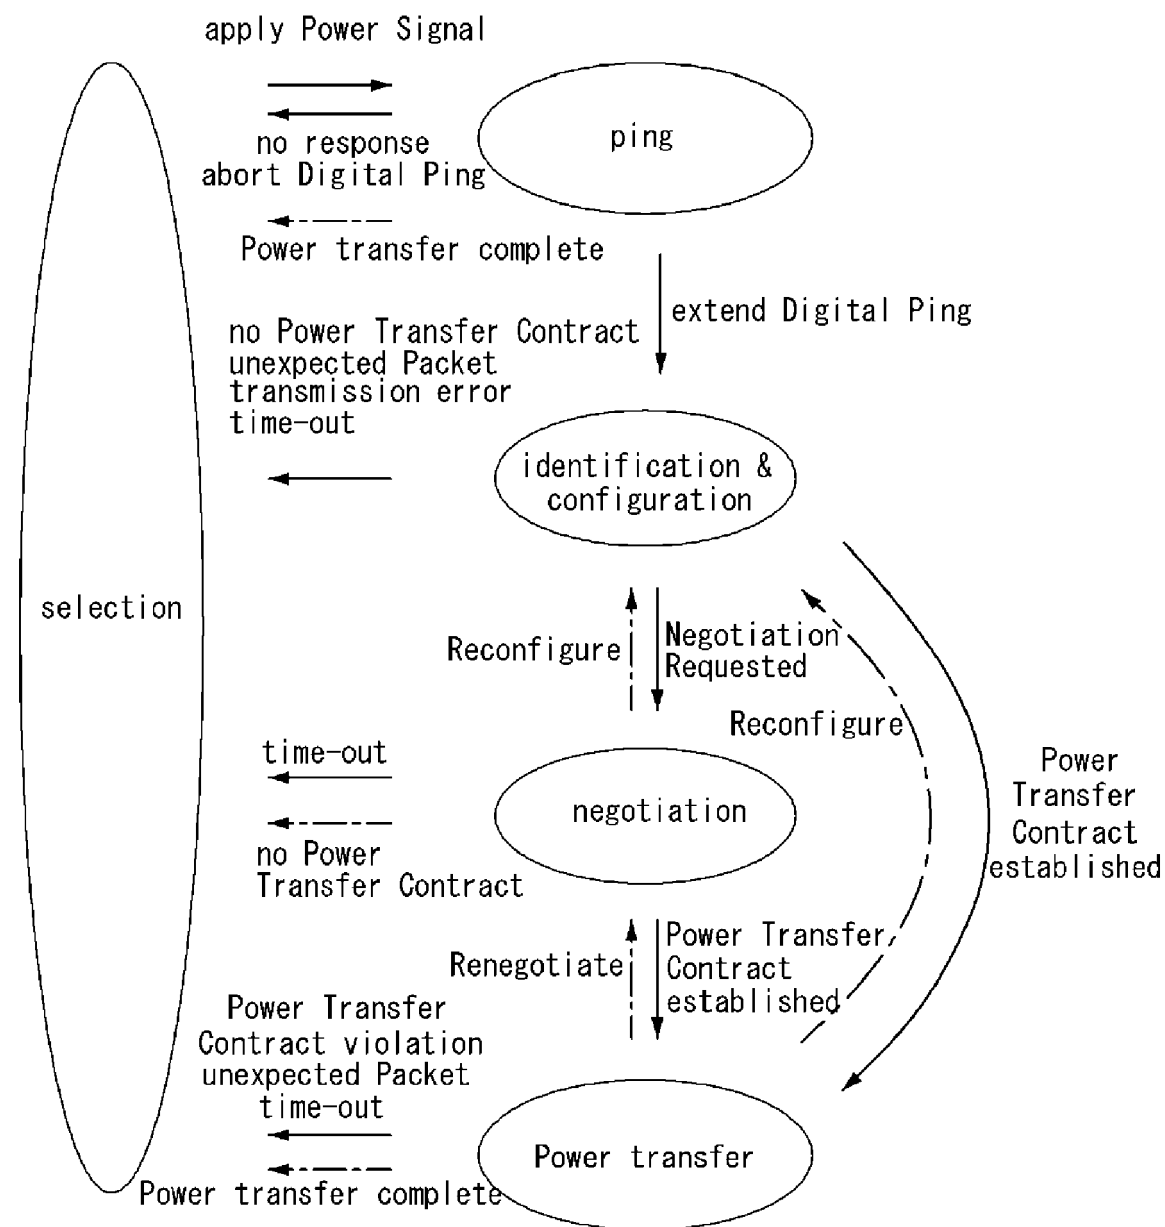 apply Power Signal
ping
no response
abort Digital Ping
Power transfer complete
extend Digital Ping
no Power Transfer Contract
unexpected Packet
transmission error
time-out
identification &
configuration
selection
Reconfigure
Negotiation
Requested
Reconfigure
time-out
negotiation
no Power
Transfer Contract
Power
Transfer
Contract
established
Renegotiate
Power Transfer
Contract
established
Power Transfer
Contract violation
unexpected Packet
time-out
Power transfer
Power transfer complete